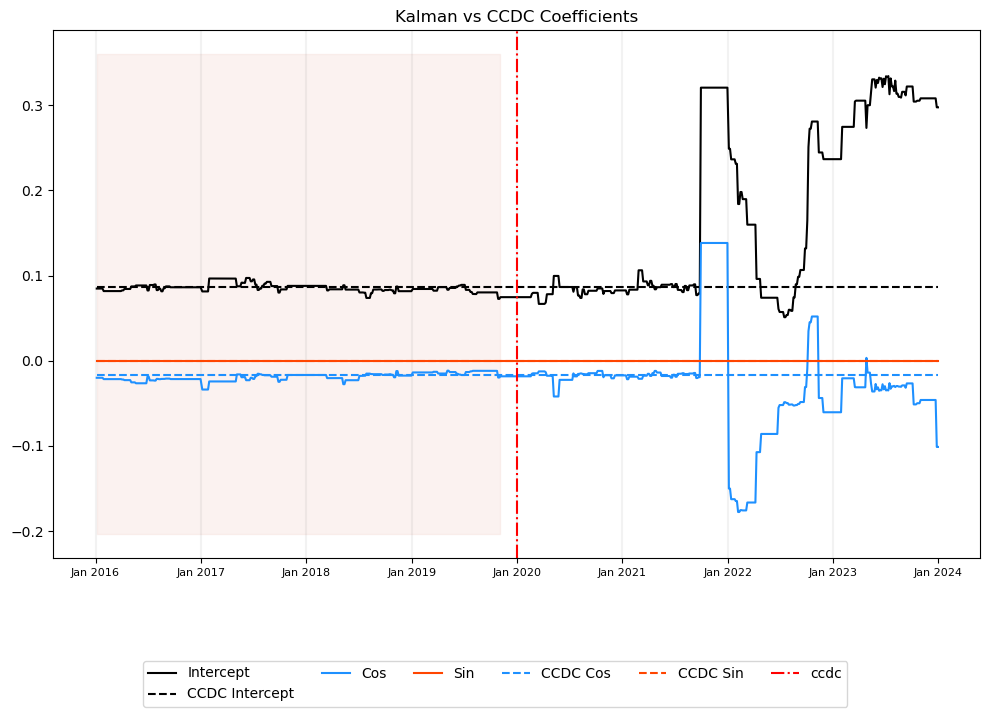 Kalman vs CCDC Coefficients
0.3
0.2
0.1
0.0
−0.1
−0.2
Jan 2016 Jan 2017 Jan 2018 Jan 2019 Jan 2020 Jan 2021 Jan 2022 Jan 2023 Jan 2024
Intercept Cos Sin CCDC Cos CCDC Sin ccdc
CCDC Intercept